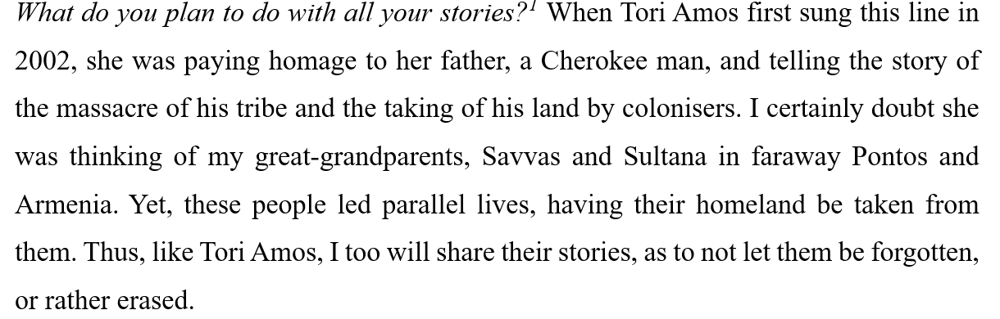 What do you plan to do with all your stories?¹ When Tori Amos first sung this line in
2002, she was paying homage to her father, a Cherokee man, and telling the story of
the massacre of his tribe and the taking of his land by colonisers. I certainly doubt she
was thinking of my great-grandparents, Savvas and Sultana in faraway Pontos and
Armenia. Yet, these people led parallel lives, having their homeland be taken from
them. Thus, like Tori Amos, I too will share their stories, as to not let them be forgotten,
or rather erased.